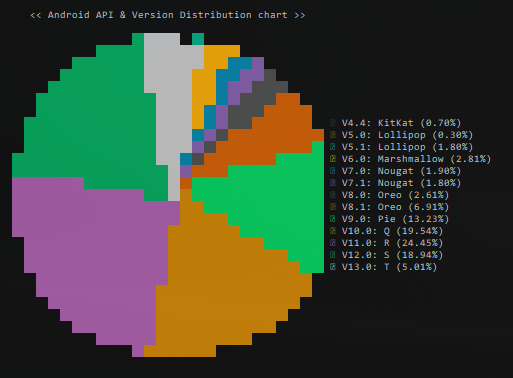 << Android API & Version Distribution chart >>
V4.4: KitKat (0.70%)
V5.0: Lollipop (0.30%)
V5.1: Lollipop (1.80%)
V6.0: Marshmallow (2.81%)
V7.0: Nougat (1.90%)
V7.1: Nougat (1.80%)
V8.0: Oreo (2.61%)
V8.1: Oreo (6.91%)
V9.0: Pie (13.23%)
V10.0: Q (19.54%)
V11.0: R (24.45%)
V12.0: S (18.94%)
V13.0: T (5.01%)